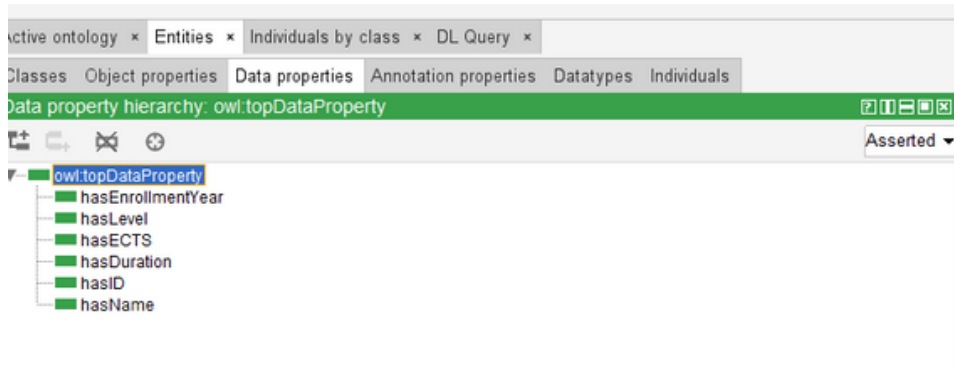 Active ontology × Entities × Individuals by class × DL Query ×
Classes Object properties Data properties Annotation properties Datatypes Individuals
Data property hierarchy: owl:topDataProperty
Asserted
owl:topDataProperty
hasEnrollmentYear
hasLevel
hasECTS
hasDuration
hasID
hasName